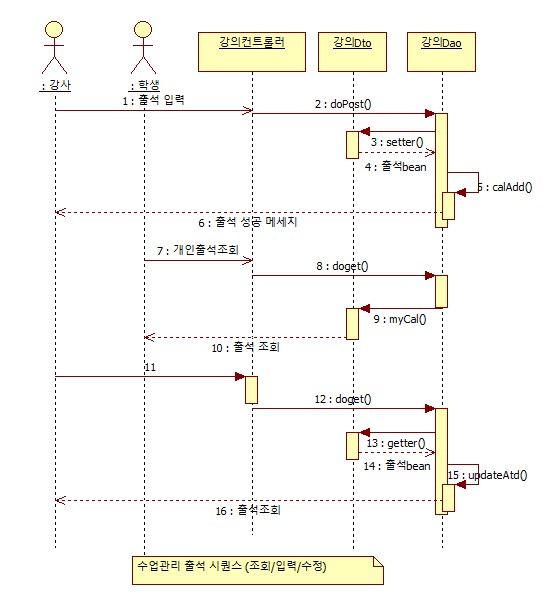 강의컨트롤러
강의Dto
강의Dao
: 강사
: 학생
1 : 출석 입력
2 : doPost()
3 : setter()
4 : 출석bean
5 : calAdd()
6 : 출석 성공 메세지
7 : 개인출석조회
8 : doget()
9 : myCal()
10 : 출석 조회
11
12 : doget()
13 : getter()
14 : 출석bean
15 : updateAtd()
16 : 출석조회
수업관리 출석 시퀀스 (조회/입력/수정)